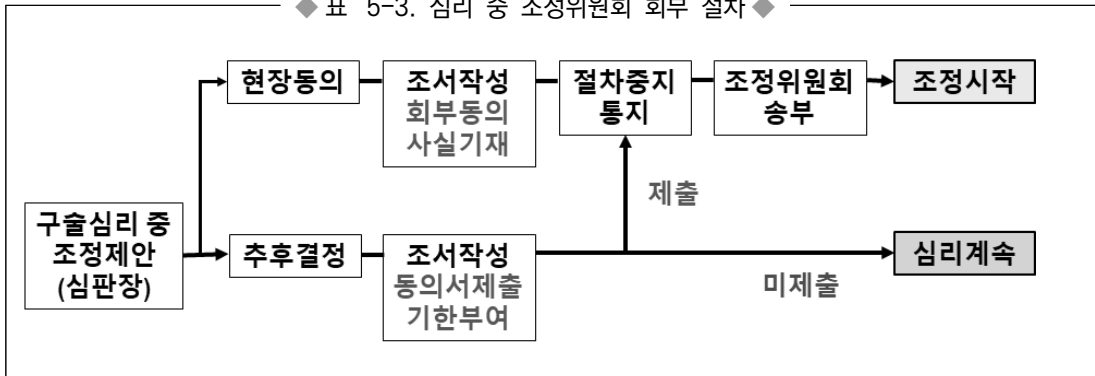 ◆ 표 5-3. 심리 중 조정위원회 회부 절차 ◆
현장동의
조서작성
회부동의
사실기재
절차중지
통지
조정위원회
송부
조정시작
제출
구술심리 중
조정제안
(심판장)
추후결정
조서작성
동의서제출
기한부여
미제출
심리계속